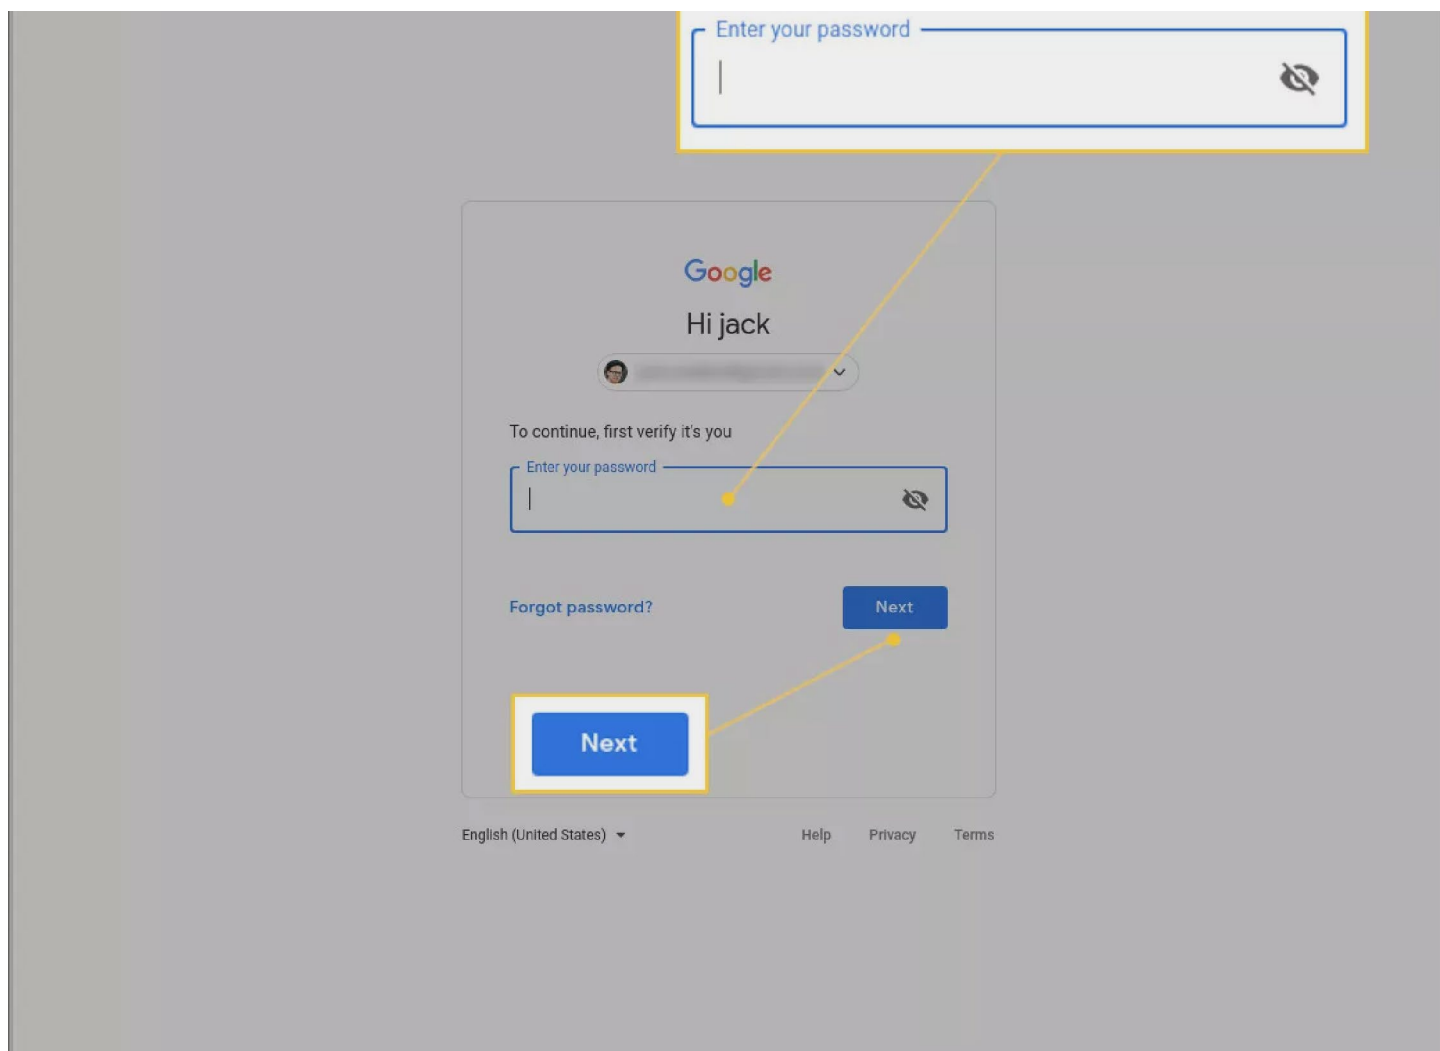 Enter your password
Google
Hi jack
To continue, first verify it's you
Enter your password
Forgot password?
Next
Next
English (United States)
Help Privacy Terms